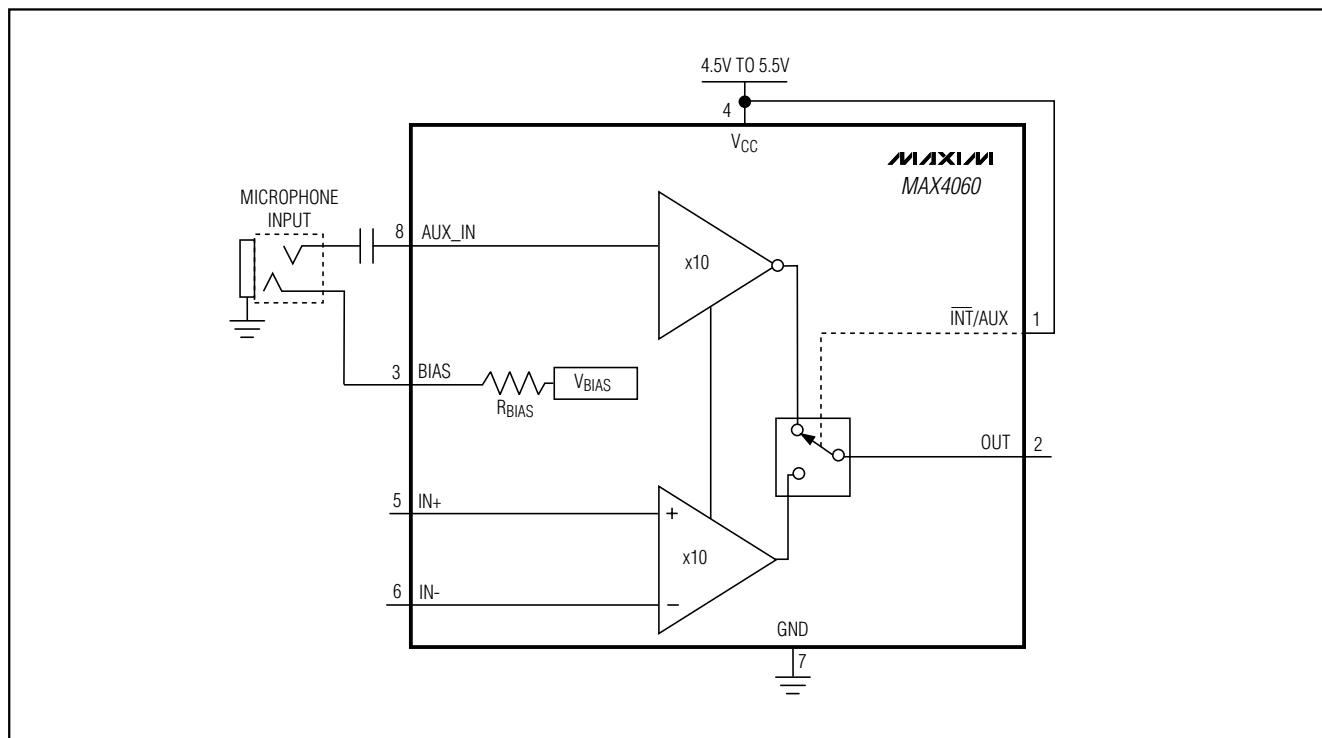 4.5V TO 5.5V
4
VCC
MAXIM
MAX4060
MICROPHONE
INPUT
8
AUX_IN
x10
INT/AUX
1
3
BIAS
VBIAS
RBIAS
OUT
2
5
IN+
+
x10
6
IN-
−
GND
7